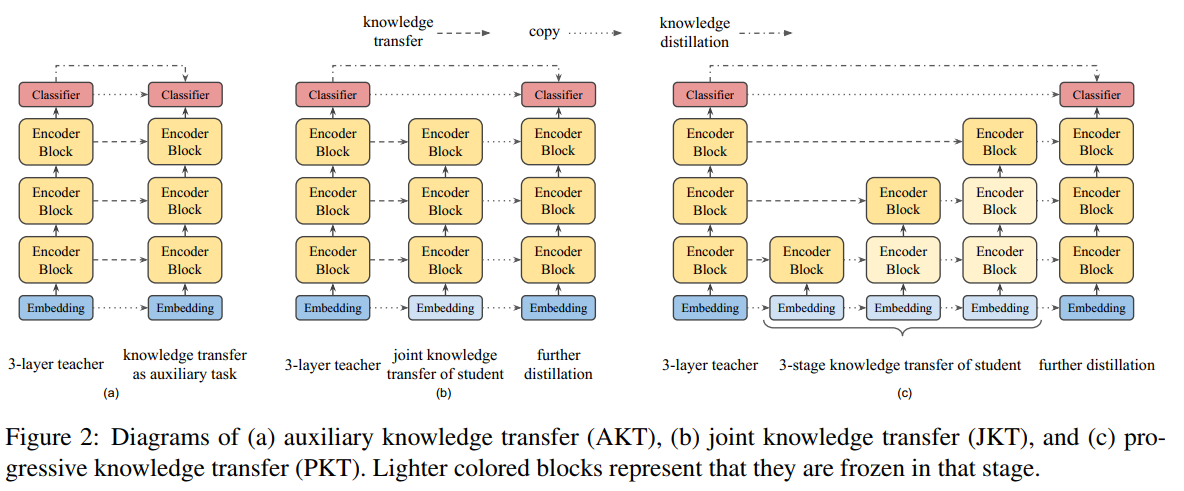 knowledge
transfer
copy
knowledge
distillation
Classifier
Classifier
Encoder
Block
Encoder
Block
Encoder
Block
Encoder
Block
Encoder
Block
Encoder
Block
Embedding
Embedding
3-layer teacher
knowledge transfer
as auxiliary task
(a)
Classifier
Classifier
Encoder
Block
Encoder
Block
Encoder
Block
Encoder
Block
Encoder
Block
Encoder
Block
Encoder
Block
Encoder
Block
Encoder
Block
Embedding
Embedding
Embedding
3-layer teacher
joint knowledge
transfer of student
further
distillation
(b)
Classifier
Classifier
Encoder
Block
Encoder
Block
Encoder
Block
Encoder
Block
Encoder
Block
Encoder
Block
Encoder
Block
Encoder
Block
Encoder
Block
Encoder
Block
Encoder
Block
Encoder
Block
Embedding
Embedding
Embedding
Embedding
Embedding
3-layer teacher
3-stage knowledge transfer of student
further distillation
(c)
Figure 2: Diagrams of (a) auxiliary knowledge transfer (AKT), (b) joint knowledge transfer (JKT), and (c) pro-
gressive knowledge transfer (PKT). Lighter colored blocks represent that they are frozen in that stage.